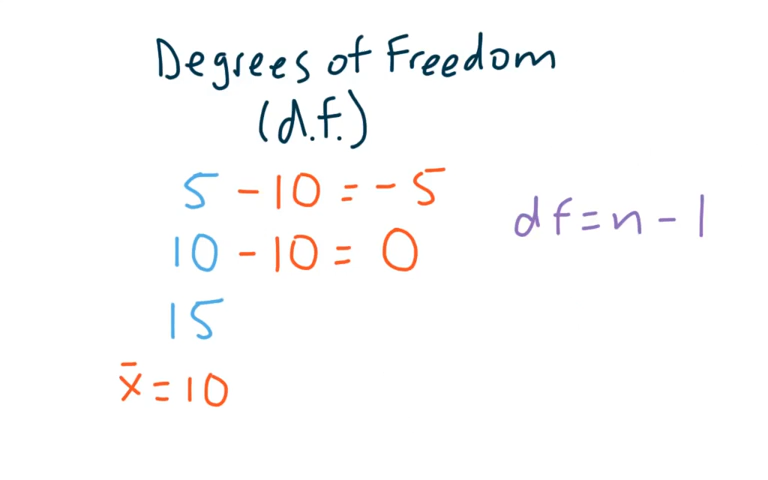 Degrees of Freedom
(d.f.)
5 - 10 = - 5
10 - 10 = 0
15
x̄ = 10
df = n - 1